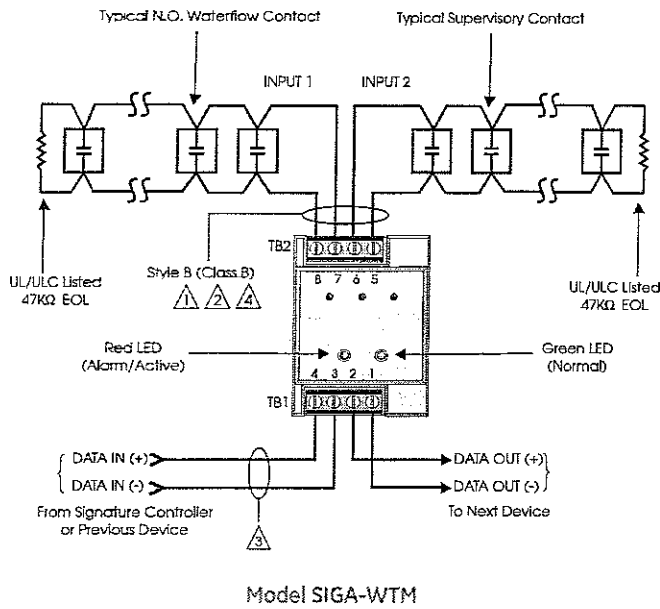 Typical N.O. Waterflow Contact
Typical Supervisory Contact
INPUT 1
INPUT 2
TB2
8 7 6 5
Style B (Class B)
1 2 4
UL/ULC Listed
47KΩ EOL
UL/ULC Listed
47KΩ EOL
Red LED
(Alarm/Active)
Green LED
(Normal)
4 3 2 1
TB1
DATA IN (+)
DATA IN (-)
DATA OUT (+)
DATA OUT (-)
From Signature Controller
or Previous Device
To Next Device
3
Model SIGA-WTM